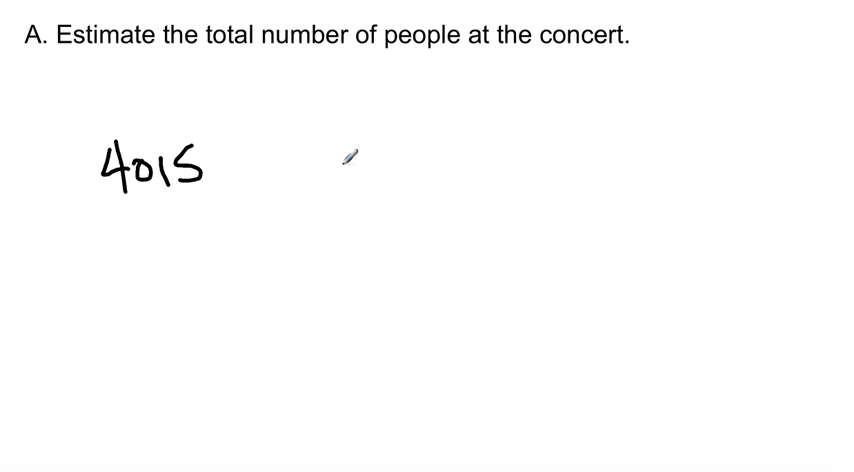 A. Estimate the total number of people at the concert.
4015